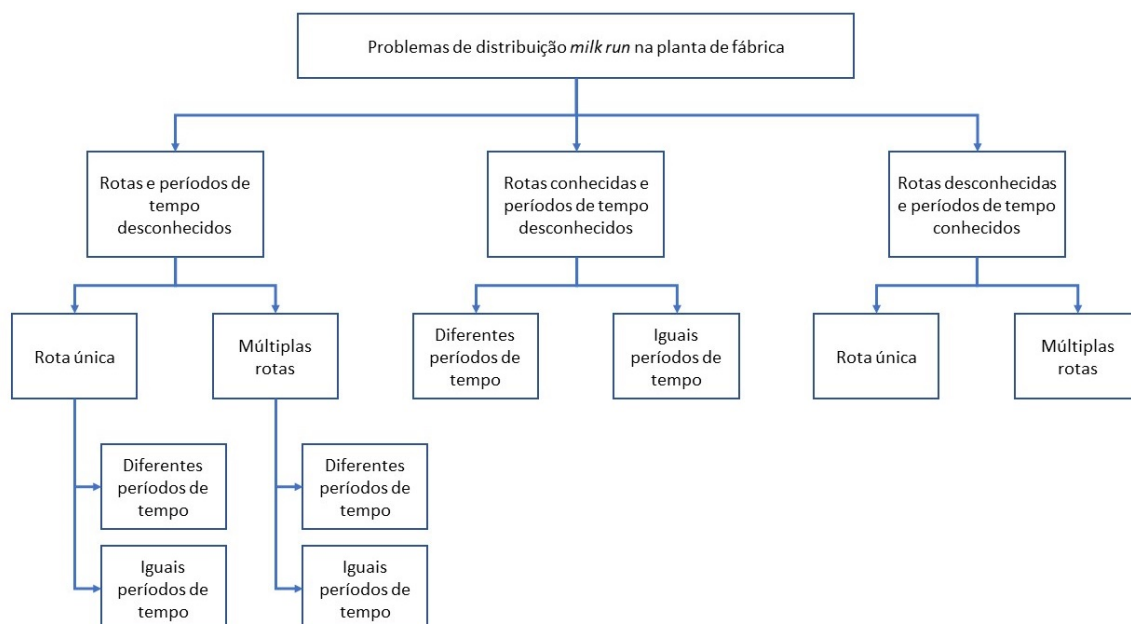 Problemas de distribuição milk run na planta de fábrica
Rotas e períodos de
tempo
desconhecidos
Rotas conhecidas e
períodos de tempo
desconhecidos
Rotas desconhecidas
e períodos de tempo
conhecidos
Rota única
Múltiplas
rotas
Diferentes
períodos de
tempo
Iguais
períodos de
tempo
Rota única
Múltiplas
rotas
Diferentes
períodos de
tempo
Diferentes
períodos de
tempo
Iguais
períodos de
tempo
Iguais
períodos de
tempo